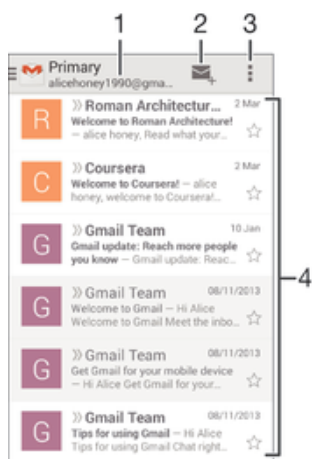 1 2 3
Primary
alicehoney1990@gma...
R
Roman Architectur... 2 Mar
Welcome to Roman Architecture!
– alice honey, Read what your...
C
Coursera 2 Mar
Welcome to Coursera! – alice
honey, welcome to Coursera!...
G
Gmail Team 10 Jan
Gmail update: Reach more people
you know – Gmail update: Reac...
4
G
Gmail Team 08/11/2013
Welcome to Gmail – Hi Alice
Welcome to Gmail Meet the inbo...
G
Gmail Team 08/11/2013
Get Gmail for your mobile device
– Hi Alice Get Gmail for your...
G
Gmail Team 08/11/2013
Tips for using Gmail – Hi Alice
Tips for using Gmail Chat right...